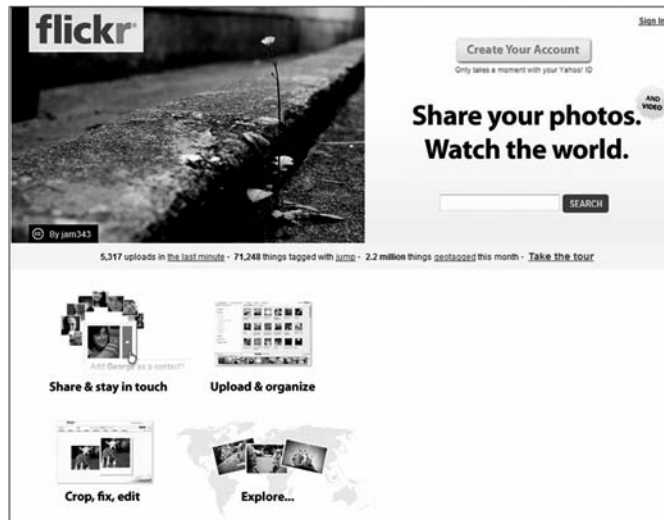 flickr®
Sign In
Create Your Account
Only takes a moment with your Yahoo! ID
AND
VIDEO
Share your photos.
Watch the world.
SEARCH
cc By jam343
5,317 uploads in the last minute - 71,248 things tagged with jump - 2.2 million things geotagged this month - Take the tour
Add George as a contact?
Share & stay in touch
Upload & organize
Crop, fix, edit
Explore...